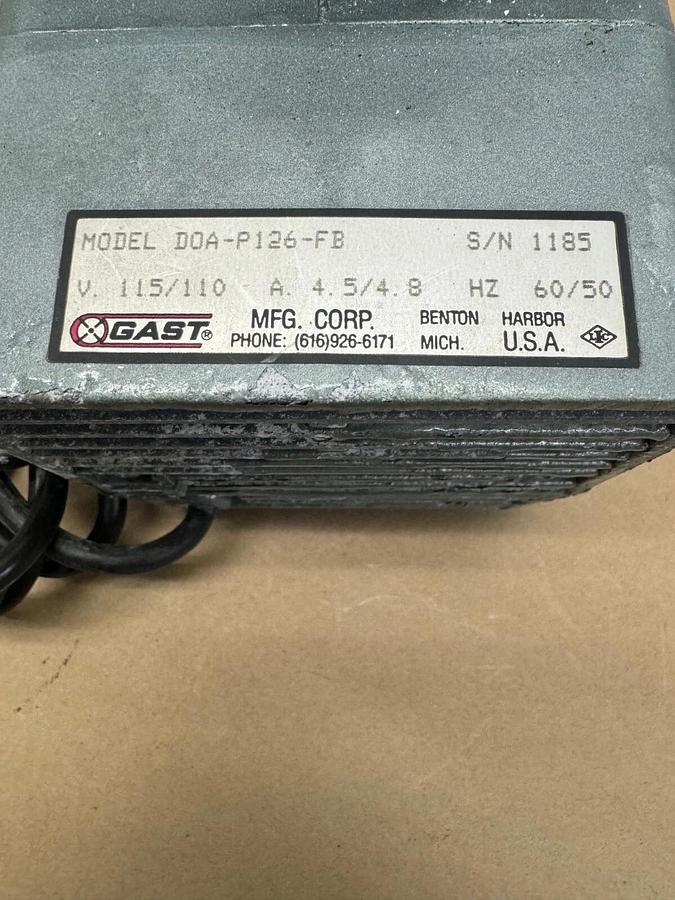 MODEL DOA-P126-FB S/N 1185
V. 115/110 A. 4.5/4.8 HZ 60/50
GAST® MFG. CORP. BENTON HARBOR
PHONE: (616)926-6171 MICH. U.S.A.